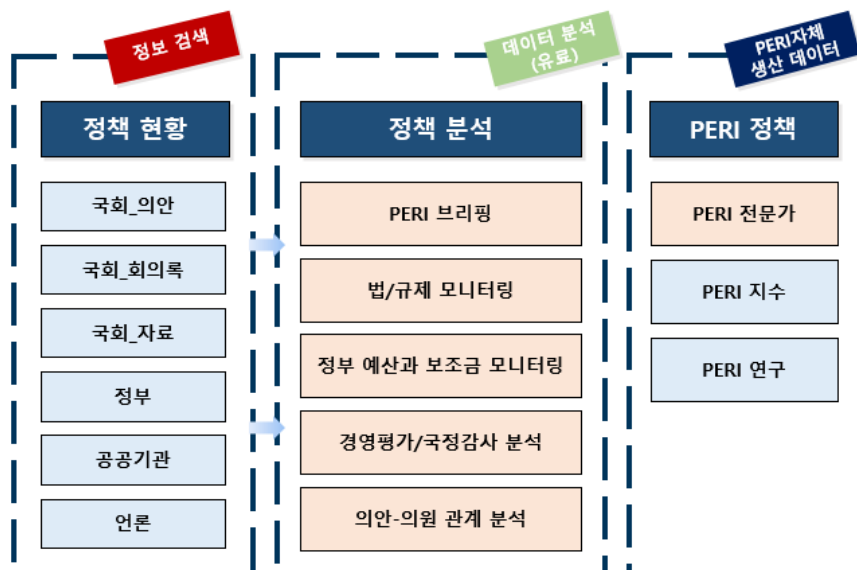 정보 검색
정책 현황
국회_의안
국회_회의록
국회_자료
정부
공공기관
언론
데이터 분석
(유료)
정책 분석
PERI 브리핑
법/규제 모니터링
정부 예산과 보조금 모니터링
경영평가/국정감사 분석
의안-의원 관계 분석
PERI자체
생산 데이터
PERI 정책
PERI 전문가
PERI 지수
PERI 연구